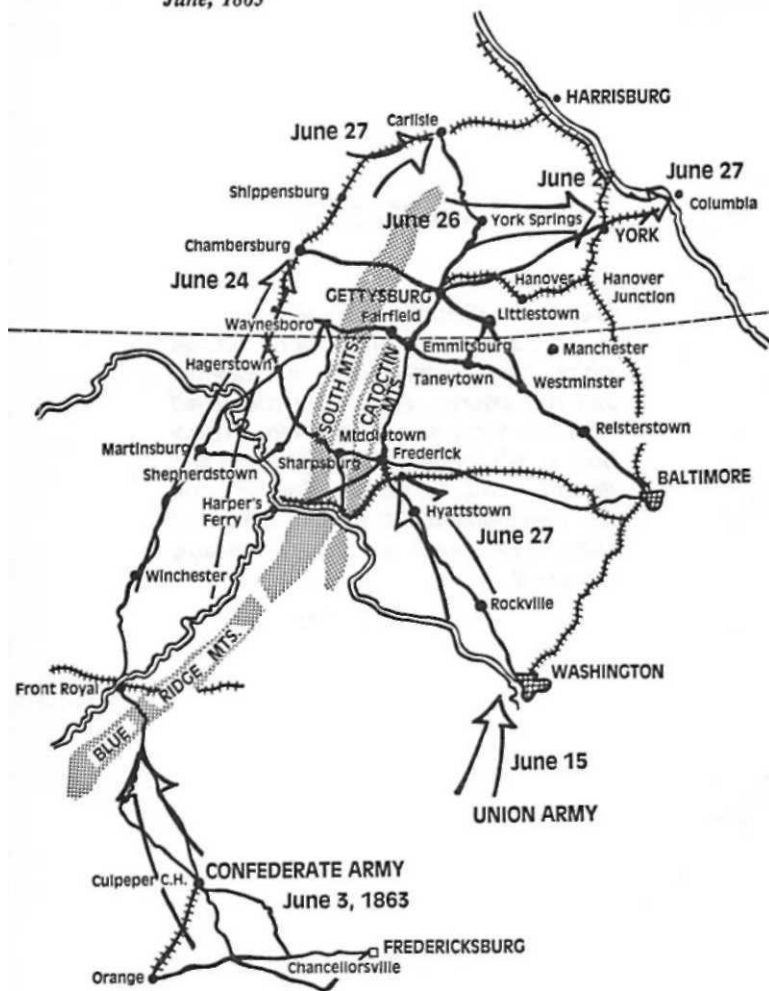 June, 1863
HARRISBURG
Carlisle
June 27
June 27
June 2
Columbia
Shippensburg
June 26
York Springs
YORK
Chambersburg
June 24
Hanover
Hanover
Junction
GETTYSBURG
Littlestown
Waynesboro
Fairfield
Emmitsburg
Manchester
Hagerstown
SOUTH MTS.
CATOCTIN
MTS.
Taneytown
Westminster
Reisterstown
Martinsburg
Middletown
Frederick
Shepherdstown
Sharpsburg
BALTIMORE
Harper's
Ferry
Hyattstown
June 27
Winchester
Rockville
WASHINGTON
Front Royal
BLUE RIDGE MTS.
June 15
UNION ARMY
CONFEDERATE ARMY
Culpeper C.H.
June 3, 1863
FREDERICKSBURG
Chancellorsville
Orange